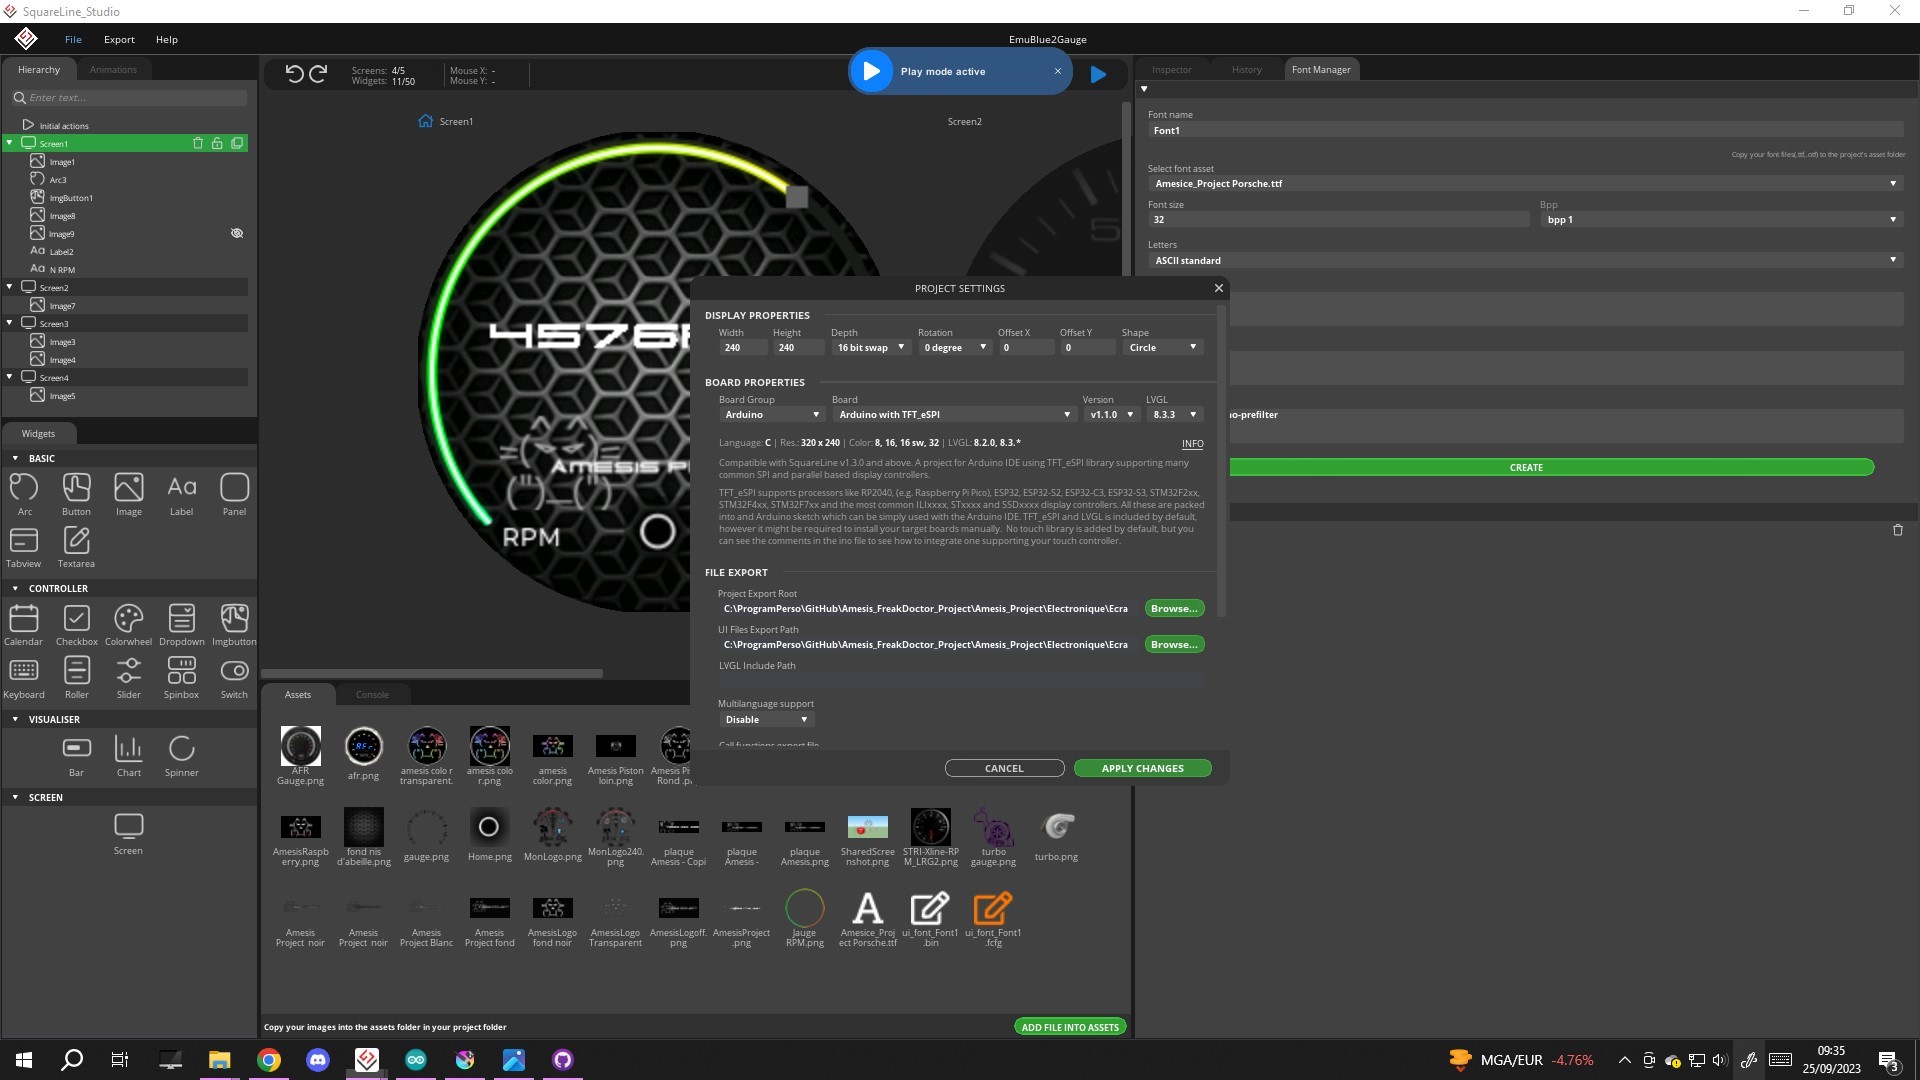 SquareLine_Studio
File
Export
Help
EmuBlue2Gauge
Hierarchy
Animations
Screens: 4/5
Widgets: 11/50
Mouse X: -
Mouse Y: -
Play mode active
Inspector
History
Font Manager
Enter text...
Initial actions
Screen1
Image1
Arc3
ImgButton1
Image8
Image9
Label2
N RPM
Screen2
Image7
Screen3
Image3
Image4
Screen4
Image5
Screen1
Screen2
RPM
Font name
Font1
Copy your font files(.ttf,.otf) to the project's asset folder
Select font asset
Amesice_Project Porsche.ttf
Font size
Bpp
32
bpp 1
Letters
ASCII standard
CREATE
PROJECT SETTINGS
DISPLAY PROPERTIES
Width
Height
Depth
Rotation
Offset X
Offset Y
Shape
240
240
16 bit swap
0 degree
0
0
Circle
BOARD PROPERTIES
Board Group
Board
Version
LVGL
Arduino
Arduino with TFT_eSPI
v1.1.0
8.3.3
Language: C | Res.: 320 x 240 | Color: 8, 16, 16 sw, 32 | LVGL: 8.2.0, 8.3.*
INFO
Compatible with SquareLine v1.3.0 and above. A project for Arduino IDE using TFT_eSPI library supporting many
common SPI and parallel based display controllers.
TFT_eSPI supports processors like RP2040, (e.g. Raspberry Pi Pico), ESP32, ESP32-S2, ESP32-C3, ESP32-S3, STM32F2xx,
STM32F4xx, STM32F7xx and the most common ILIxxxx, STxxxx and SSDxxxx display controllers. All these are packed
into and Arduino sketch which can be simply used with the Arduino IDE. TFT_eSPI and LVGL is included by default,
however it might be required to install your target boards manually. No touch library is added by default, but you
can see the comments in the ino file to see how to integrate one supporting your touch controller.
FILE EXPORT
Project Export Root
C:\ProgramPerso\GitHub\Amesis_FreakDoctor_Project\Amesis_Project\Electronique\Ecra
Browse...
UI Files Export Path
C:\ProgramPerso\GitHub\Amesis_FreakDoctor_Project\Amesis_Project\Electronique\Ecra
Browse...
LVGL Include Path
Multilanguage support
Disable
CANCEL
APPLY CHANGES
Widgets
BASIC
Arc
Button
Image
Label
Panel
Tabview
Textarea
CONTROLLER
Calendar
Checkbox
Colorwheel
Dropdown
Imgbutton
Keyboard
Roller
Slider
Spinbox
Switch
VISUALISER
Bar
Chart
Spinner
SCREEN
Screen
Assets
Console
AFR
Gauge.png
afr.png
amesis colo r
transparent.
amesis colo
r.png
amesis
color.png
Amesis Piston
loin.png
AmesisRaspb
erry.png
fond nis
d'abeille.png
gauge.png
Home.png
MonLogo.png
MonLogo240.
png
plaque
Amesis - Copi
plaque
Amesis -
plaque
Amesis.png
SharedScree
nshot.png
STRI-Xline-RP
M_LRG2.png
turbo
gauge.png
turbo.png
Amesis
Project noir
Amesis
Project noir
Amesis
Project Blanc
Amesis
Project fond
AmesisLogo
fond noir
AmesisLogo
Transparent
AmesisLogoff.
png
AmesisProject
.png
Jauge
RPM.png
Amesice_Proj
ect Porsche.ttf
ui_font_Font1
.bin
ui_font_Font1
.fcfg
Copy your images into the assets folder in your project folder
ADD FILE INTO ASSETS
MGA/EUR -4.76%
09:35
25/09/2023
3